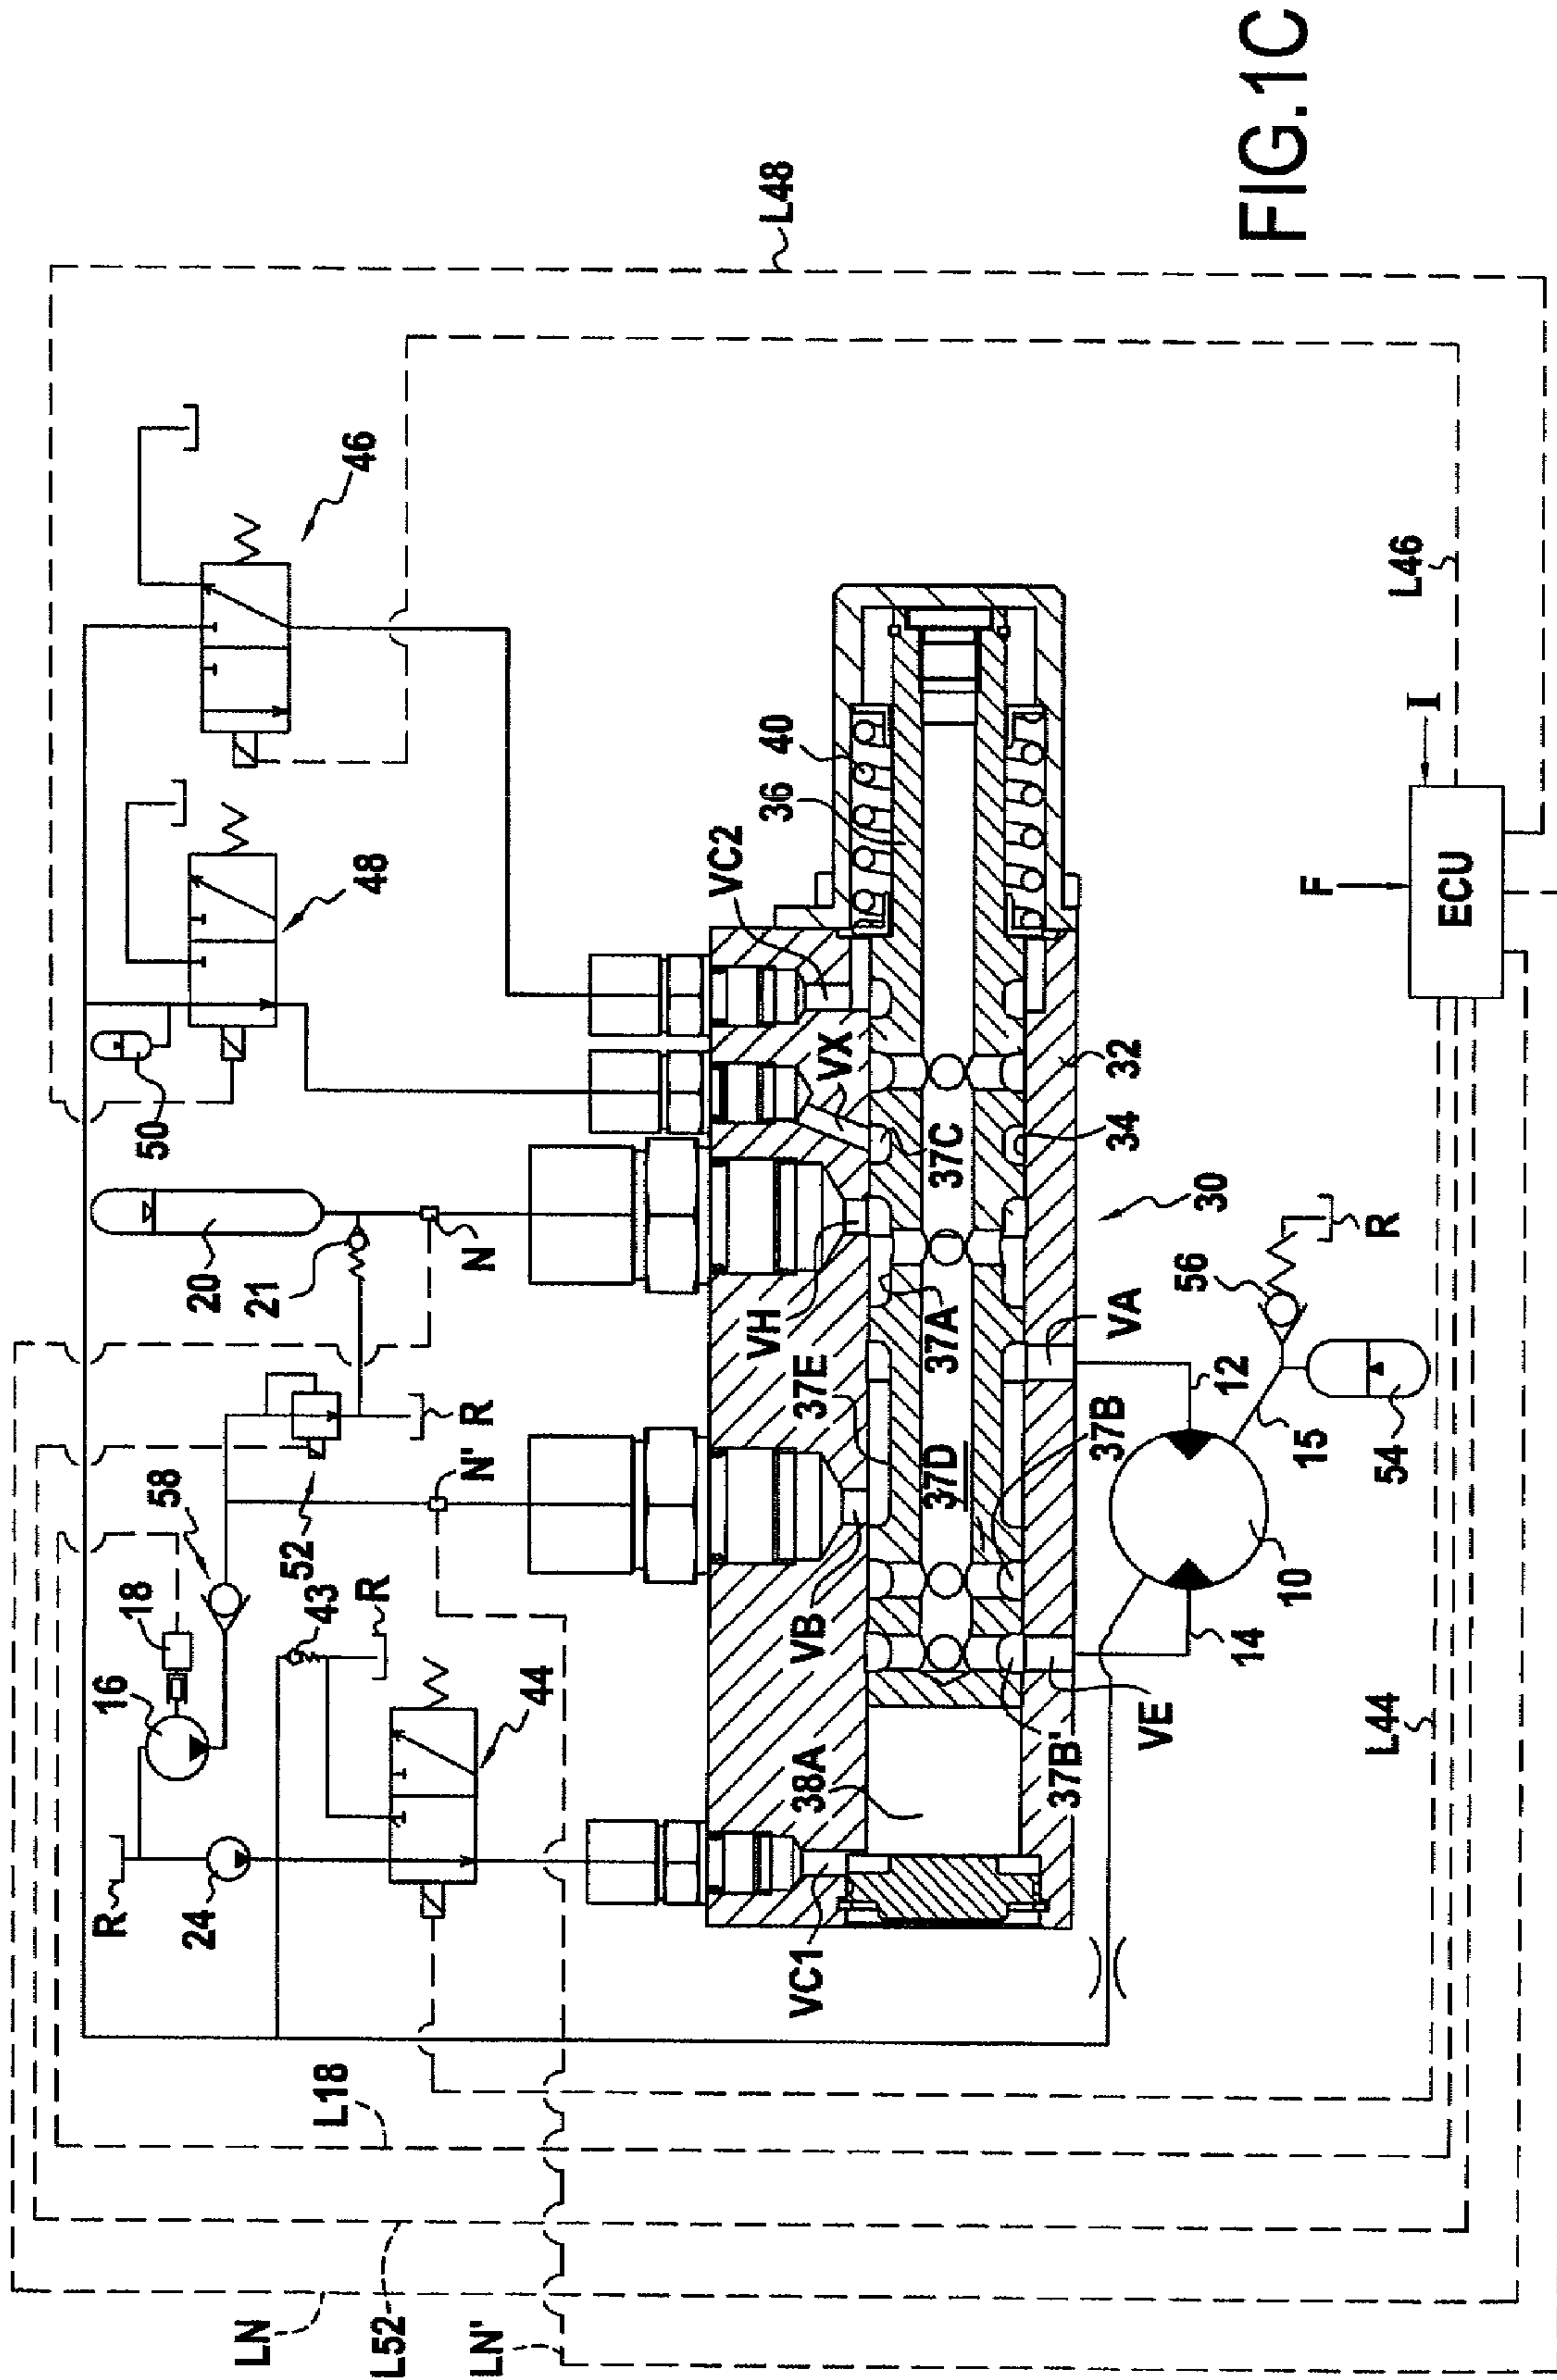 FIG.1C
L48
46
48
50
20
21
N
L46
I
F
ECU
36
40
VC2
VX
32
34
37C
30
R
56
VH
37A
VA
12
37E
37D
37B
15
54
10
14
VB
VE
37B'
38A
VC1
N'
R
58
52
18
16
43
R
44
R
24
L44
L18
L52
LN
LN'